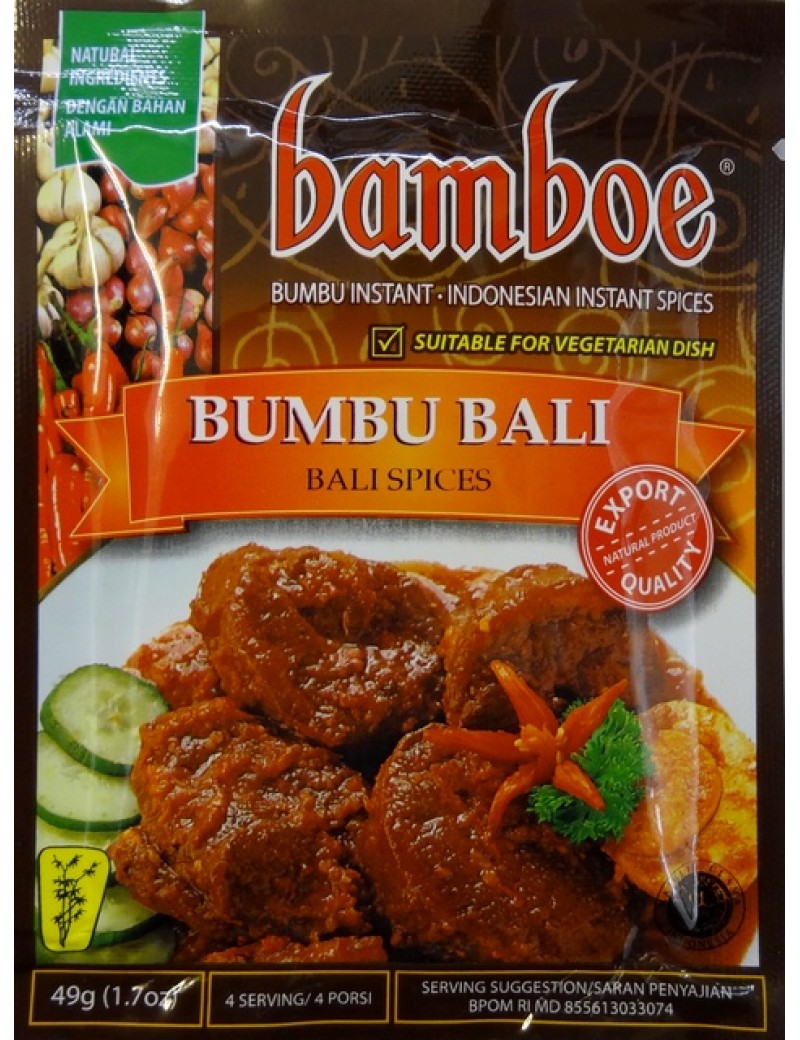 NATURAL
INGREDIENTS
DENGAN BAHAN
ALAMI
bamboe®
BUMBU INSTANT · INDONESIAN INSTANT SPICES
SUITABLE FOR VEGETARIAN DISH
BUMBU BALI
BALI SPICES
EXPORT
NATURAL PRODUCT
QUALITY
INDONESIA
49g (1.7oz)
4 SERVING/ 4 PORSI
SERVING SUGGESTION/SARAN PENYAJIAN
BPOM RI MD 855613033074